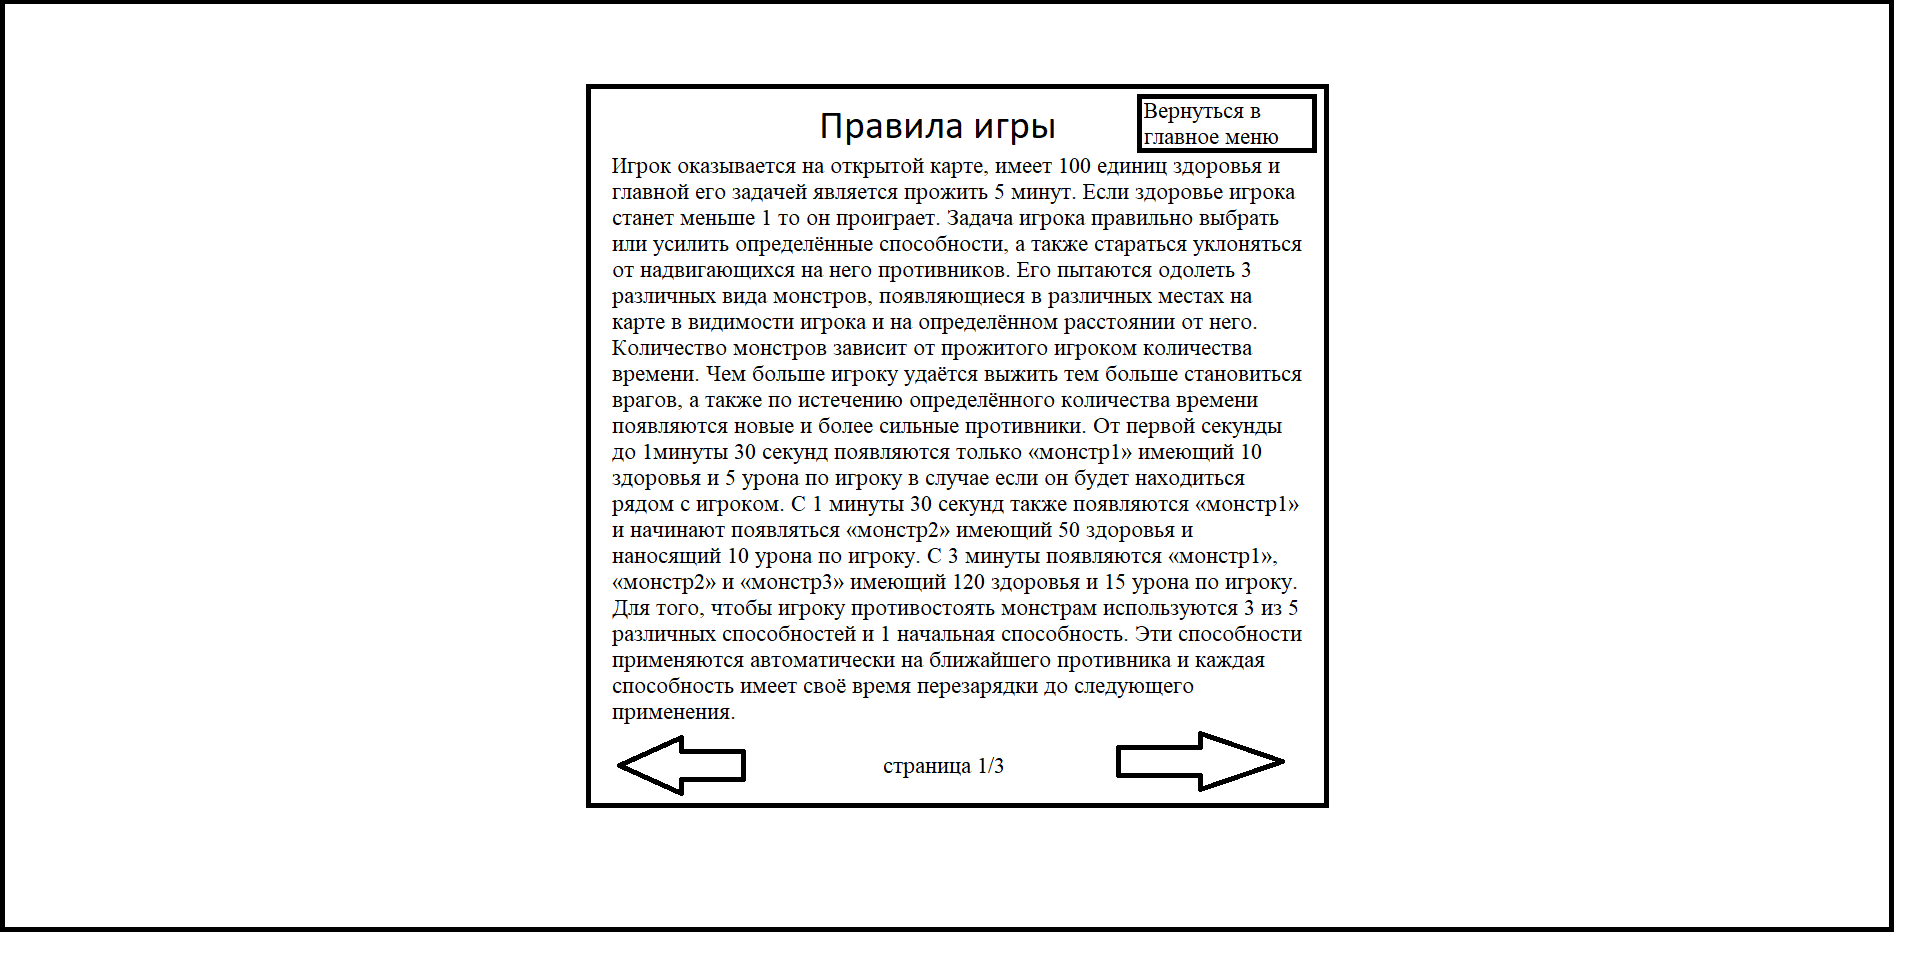 Правила игры
Вернуться в
главное меню
Игрок оказывается на открытой карте, имеет 100 единиц здоровья и
главной его задачей является прожить 5 минут. Если здоровье игрока
станет меньше 1 то он проиграет. Задача игрока правильно выбрать
или усилить определённые способности, а также стараться уклоняться
от надвигающихся на него противников. Его пытаются одолеть 3
различных вида монстров, появляющиеся в различных местах на
карте в видимости игрока и на определённом расстоянии от него.
Количество монстров зависит от прожитого игроком количества
времени. Чем больше игроку удаётся выжить тем больше становиться
врагов, а также по истечению определённого количества времени
появляются новые и более сильные противники. От первой секунды
до 1минуты 30 секунд появляются только «монстр1» имеющий 10
здоровья и 5 урона по игроку в случае если он будет находиться
рядом с игроком. С 1 минуты 30 секунд также появляются «монстр1»
и начинают появляться «монстр2» имеющий 50 здоровья и
наносящий 10 урона по игроку. С 3 минуты появляются «монстр1»,
«монстр2» и «монстр3» имеющий 120 здоровья и 15 урона по игроку.
Для того, чтобы игроку противостоять монстрам используются 3 из 5
различных способностей и 1 начальная способность. Эти способности
применяются автоматически на ближайшего противника и каждая
способность имеет своё время перезарядки до следующего
применения.
страница 1/3